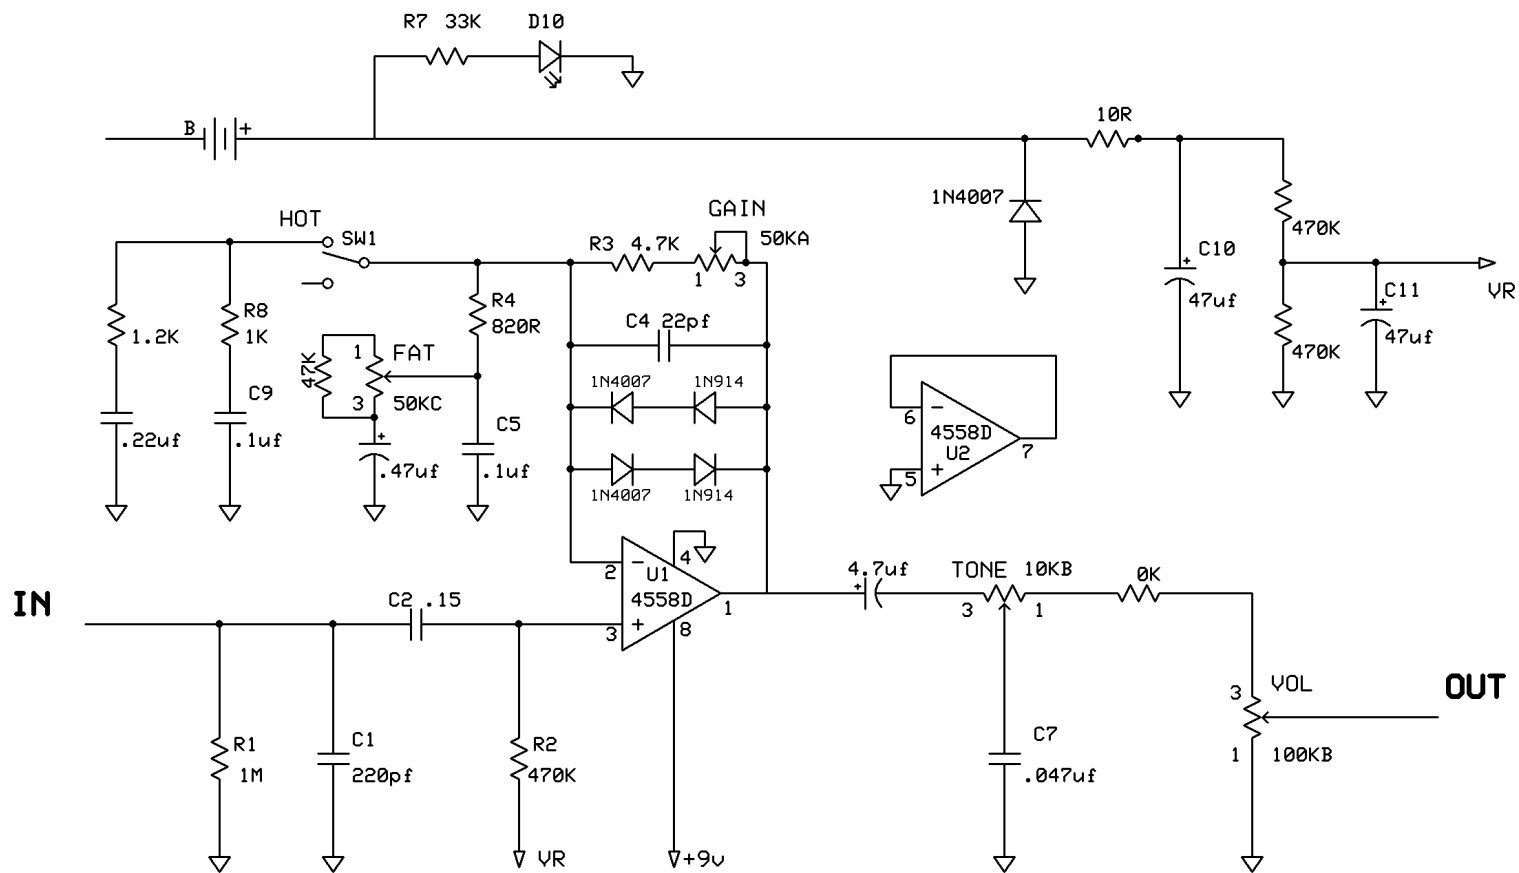 R7 33K D10
B +
10R
1N4007
470K
HOT
SW1
GAIN
50KA
R3 4.7K
1 3
C10
+
47uf
C11
+
47uf
VR
1.2K
R8
1K
R4
820R
C4 22pf
470K
47K
1
FAT
3
50KC
C9
1N4007 1N914
.22uf
.1uf
+
.47uf
C5
.1uf
6 -
4558D
U2
7
5 +
1N4007 1N914
4
2 -
U1
4558D
1
3 +
8
4.7uf
+
TONE 10KB
3 1
0K
IN
C2 .15
3
VOL
OUT
1
100KB
R1
1M
C1
220pf
R2
470K
C7
.047uf
VR
+9v